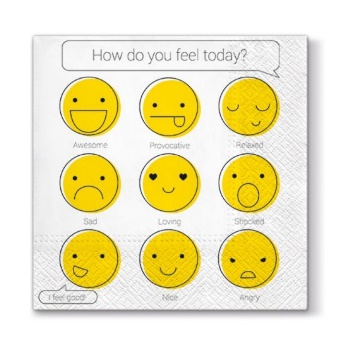 How do you feel today?
Awesome Provocative Relaxed
Sad Loving Shocked
I feel good! Nice Angry